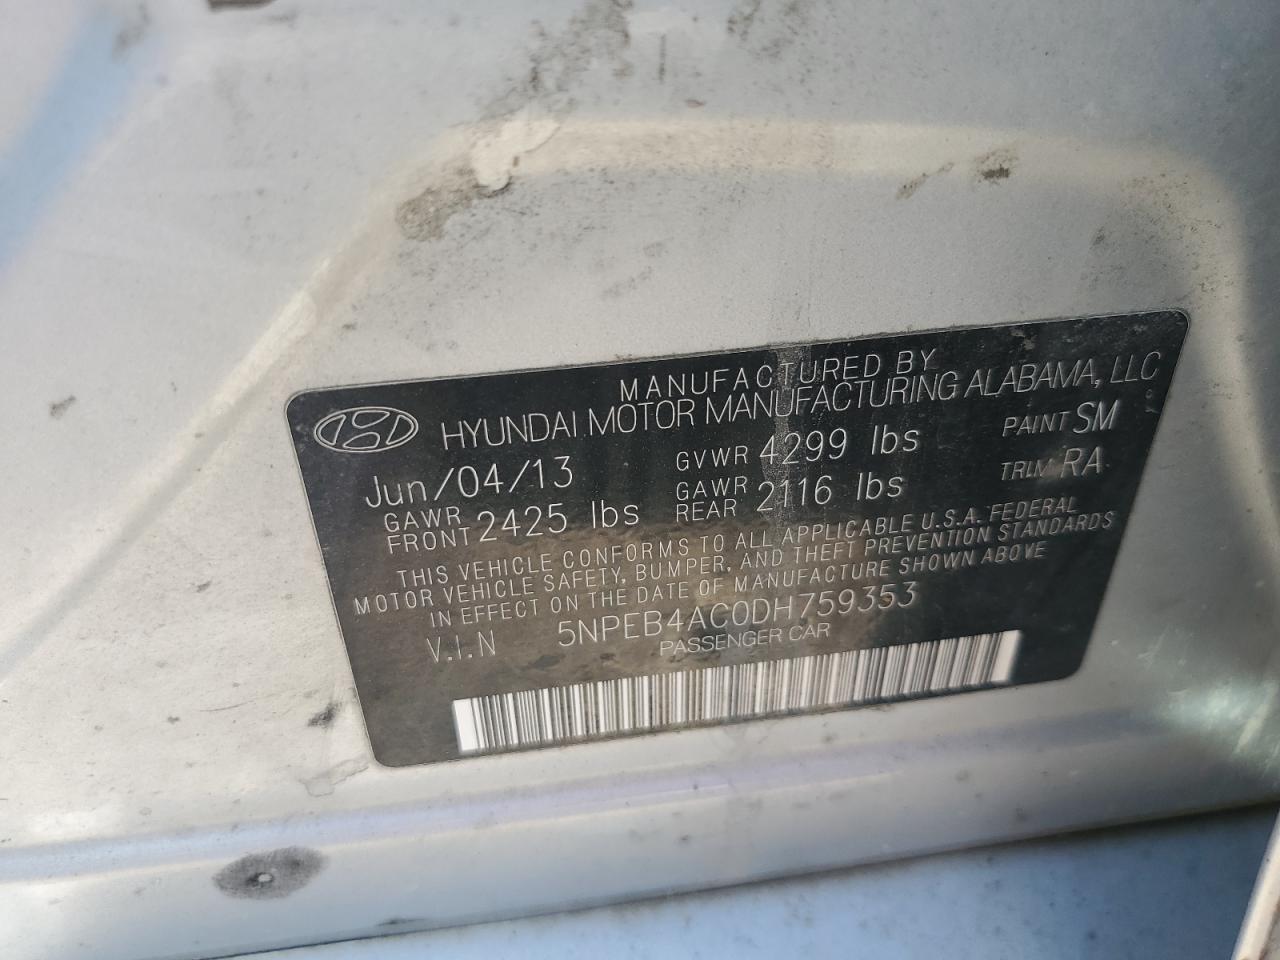 MANUFACTURED BY
HYUNDAI MOTOR MANUFACTURING ALABAMA, LLC
Jun/04/13 GVWR 4299 lbs PAINT SM
GAWR FRONT 2425 lbs GAWR REAR 2116 lbs TRIM RA
THIS VEHICLE CONFORMS TO ALL APPLICABLE U.S.A. FEDERAL
MOTOR VEHICLE SAFETY, BUMPER, AND THEFT PREVENTION STANDARDS
IN EFFECT ON THE DATE OF MANUFACTURE SHOWN ABOVE
V.I.N 5NPEB4AC0DH759353
PASSENGER CAR